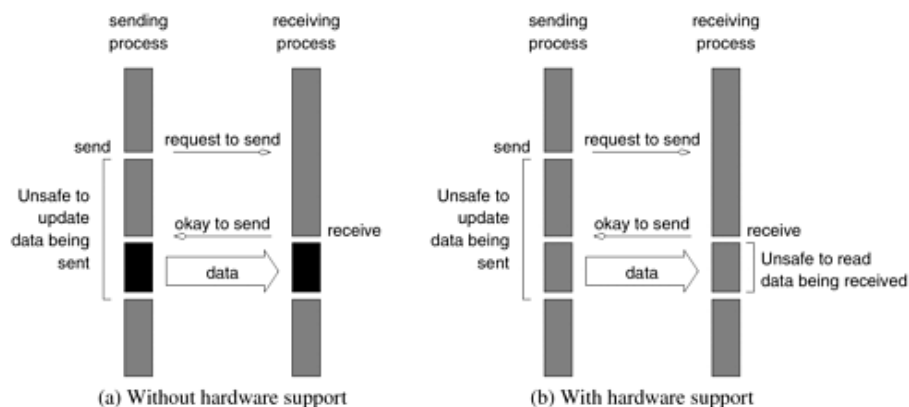 sending
process
receiving
process
send
request to send
Unsafe to
update
data being
sent
okay to send
receive
data
(a) Without hardware support
sending
process
receiving
process
send
request to send
Unsafe to
update
data being
sent
okay to send
receive
data
Unsafe to read
data being received
(b) With hardware support